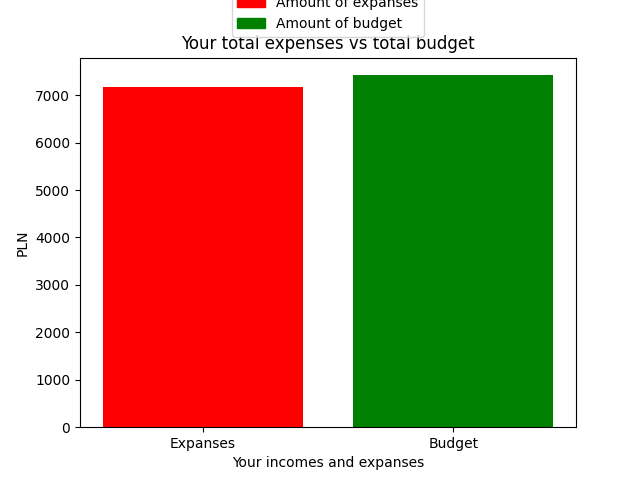 Amount of expanses
Amount of budget
Your total expenses vs total budget
7000
6000
5000
4000
3000
2000
1000
0
PLN
Expanses
Budget
Your incomes and expanses